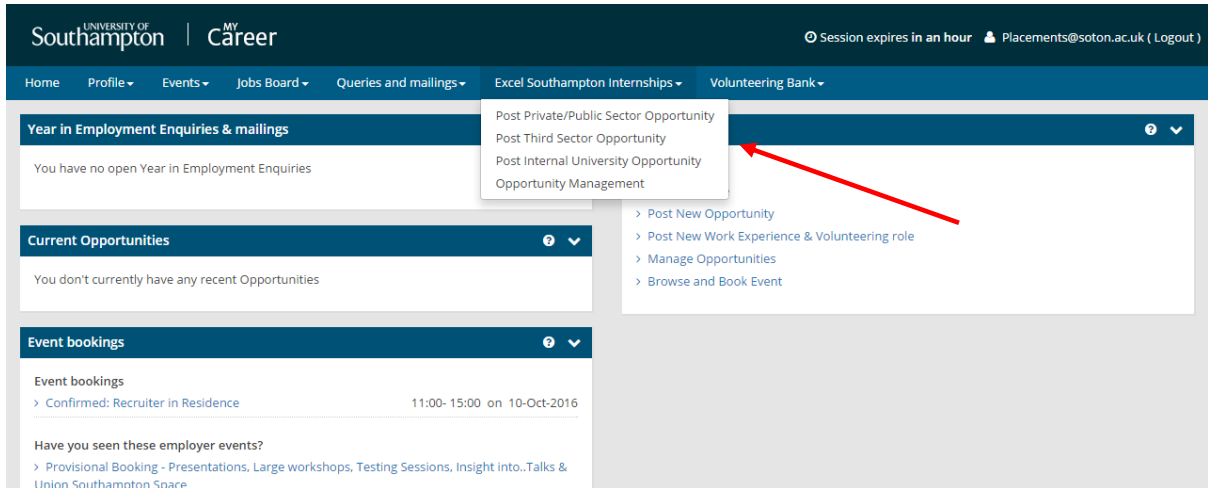 UNIVERSITY OF
Southampton
MY
Career
Session expires in an hour Placements@soton.ac.uk ( Logout )
Home Profile Events Jobs Board Queries and mailings Excel Southampton Internships Volunteering Bank
Post Private/Public Sector Opportunity
Post Third Sector Opportunity
Post Internal University Opportunity
Opportunity Management
Year in Employment Enquiries & mailings
You have no open Year in Employment Enquiries
Current Opportunities
You don't currently have any recent Opportunities
Event bookings
Event bookings
> Confirmed: Recruiter in Residence 11:00- 15:00 on 10-Oct-2016
Have you seen these employer events?
> Provisional Booking - Presentations, Large workshops, Testing Sessions, Insight into..Talks &
Union Southampton Space
> Post New Opportunity
> Post New Work Experience & Volunteering role
> Manage Opportunities
> Browse and Book Event